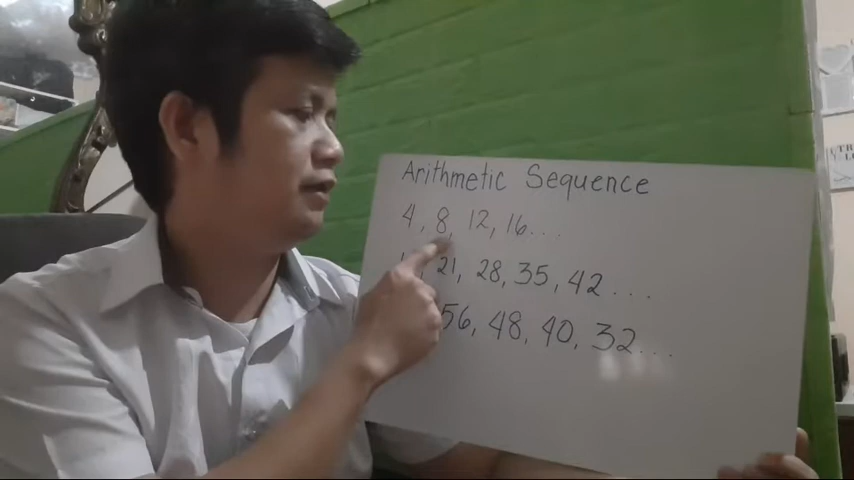 Arithmetic Sequence
4, 8, 12, 16...
21, 28, 35, 42, ...
56, 48, 40, 32...